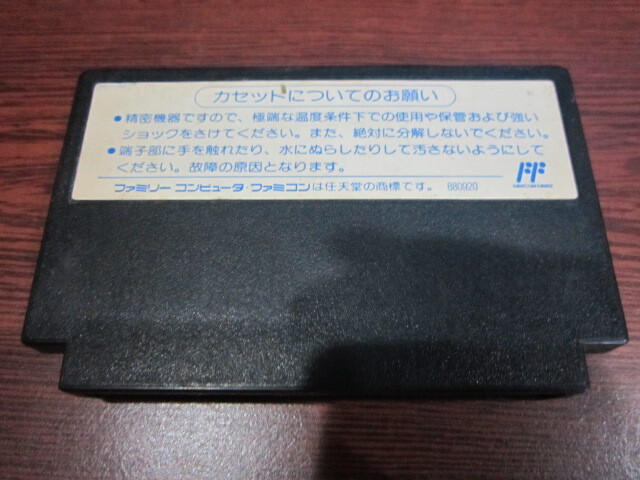 カセットについてのお願い
●精密機器ですので、極端な温度条件下での使用や保管および強い
ショックをさけてください。また、絶対に分解しないでください。
●端子部に手を触れたり、水にぬらしたりして汚さないようにして
ください。故障の原因となります。
ファミリー コンピュータ・ファミコンは任天堂の商標です。 880920
FF